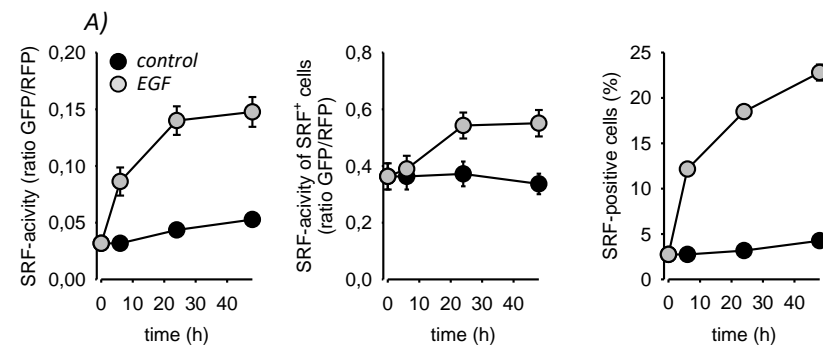 A)
SRF-acivity (ratio GFP/RFP)
0,20
0,15
0,10
0,05
0,00
control
EGF
0 10 20 30 40
time (h)
SRF-acivity of SRF⁺ cells
(ratio GFP/RFP)
0,8
0,6
0,4
0,2
0,0
0 10 20 30 40
time (h)
SRF-positive cells (%)
25
20
15
10
5
0
0 10 20 30 40
time (h)